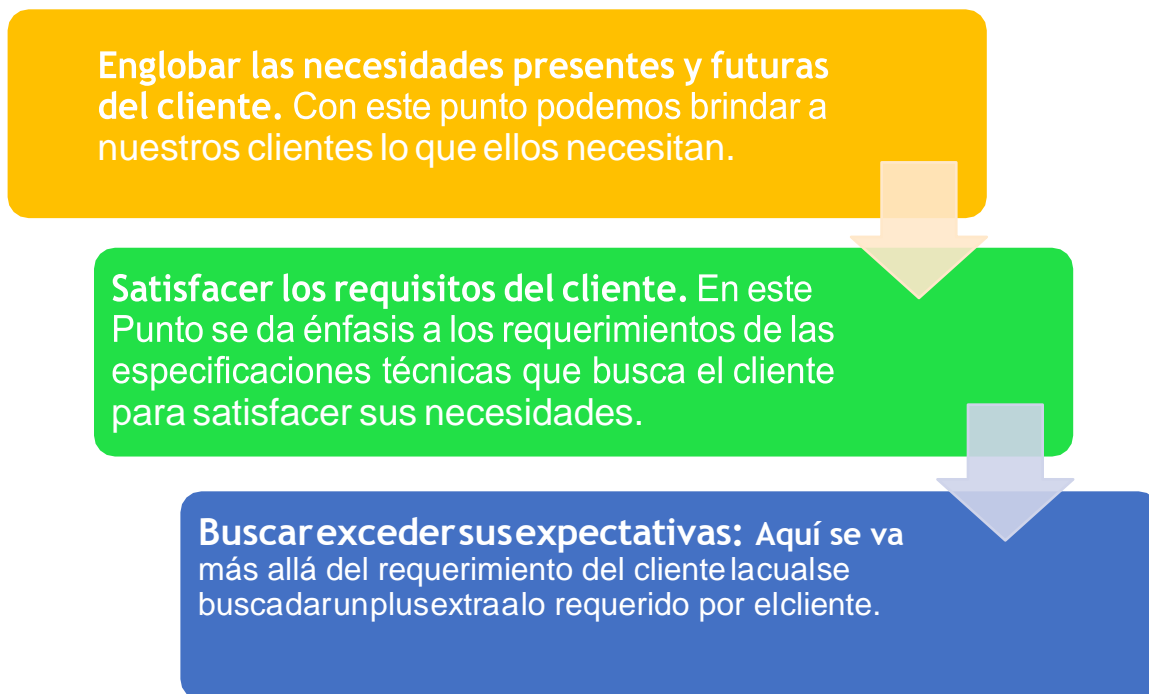 Englobar las necesidades presentes y futuras
del cliente. Con este punto podemos brindar a
nuestros clientes lo que ellos necesitan.
Satisfacer los requisitos del cliente. En este
Punto se da énfasis a los requerimientos de las
especificaciones técnicas que busca el cliente
para satisfacer sus necesidades.
Buscarexcedersusexpectativas: Aquí se va
más allá del requerimiento del clientelacualse
buscadarunplusextraalo requerido por elcliente.